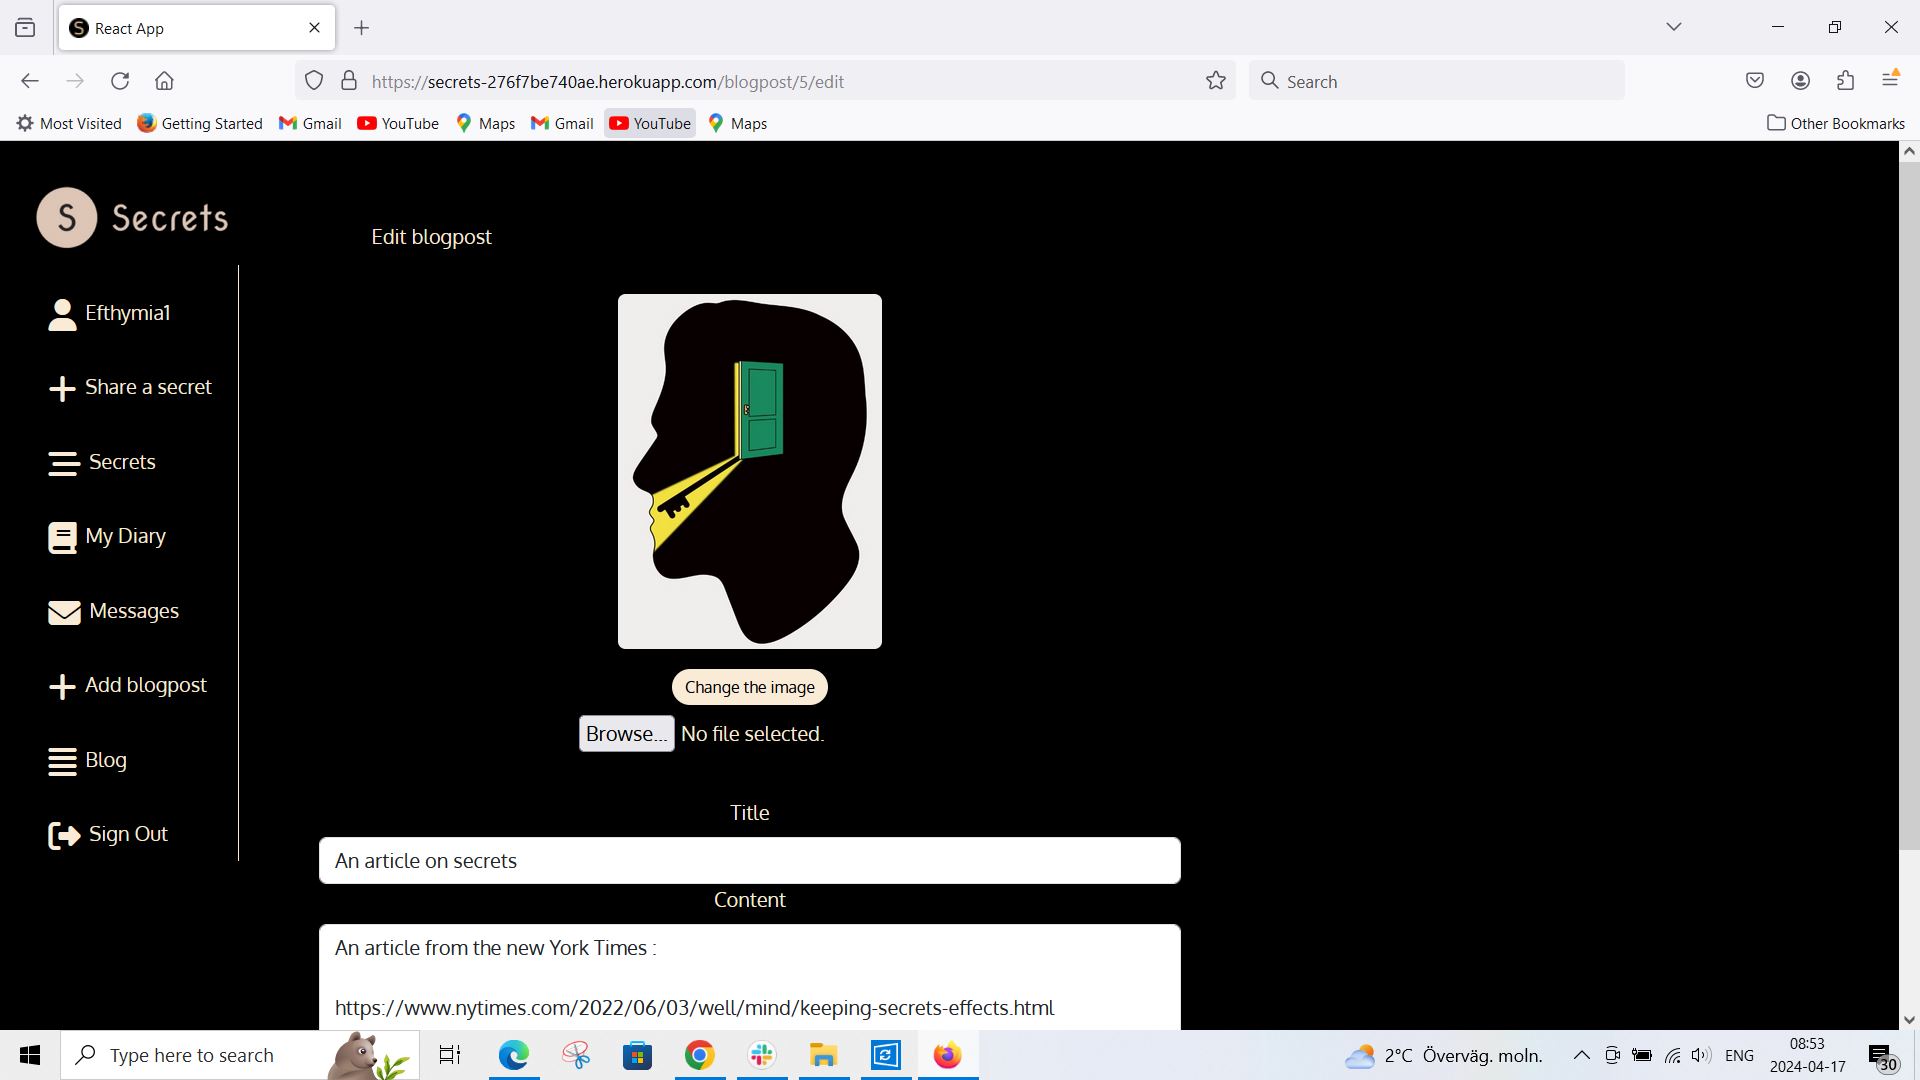 React App
https://secrets-276f7be740ae.herokuapp.com/blogpost/5/edit
Search
Most Visited
Getting Started
Gmail
YouTube
Maps
Gmail
YouTube
Maps
Other Bookmarks
S Secrets
Edit blogpost
Efthymia1
Share a secret
Secrets
My Diary
Messages
Add blogpost
Blog
Sign Out
Change the image
Browse... No file selected.
Title
An article on secrets
Content
An article from the new York Times :
https://www.nytimes.com/2022/06/03/well/mind/keeping-secrets-effects.html
Type here to search
2°C Överväg. moln.
ENG
08:53
2024-04-17
30